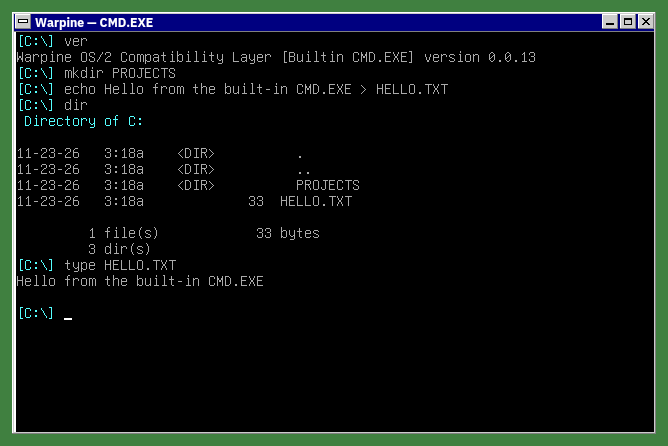 Warpine — CMD.EXE
[C:\] ver
Warpine OS/2 Compatibility Layer [Builtin CMD.EXE] version 0.0.13
[C:\] mkdir PROJECTS
[C:\] echo Hello from the built-in CMD.EXE > HELLO.TXT
[C:\] dir
 Directory of C:

11-23-26   3:18a    <DIR>          .
11-23-26   3:18a    <DIR>          ..
11-23-26   3:18a    <DIR>          PROJECTS
11-23-26   3:18a             33  HELLO.TXT

         1 file(s)            33 bytes
         3 dir(s)
[C:\] type HELLO.TXT
Hello from the built-in CMD.EXE

[C:\] _